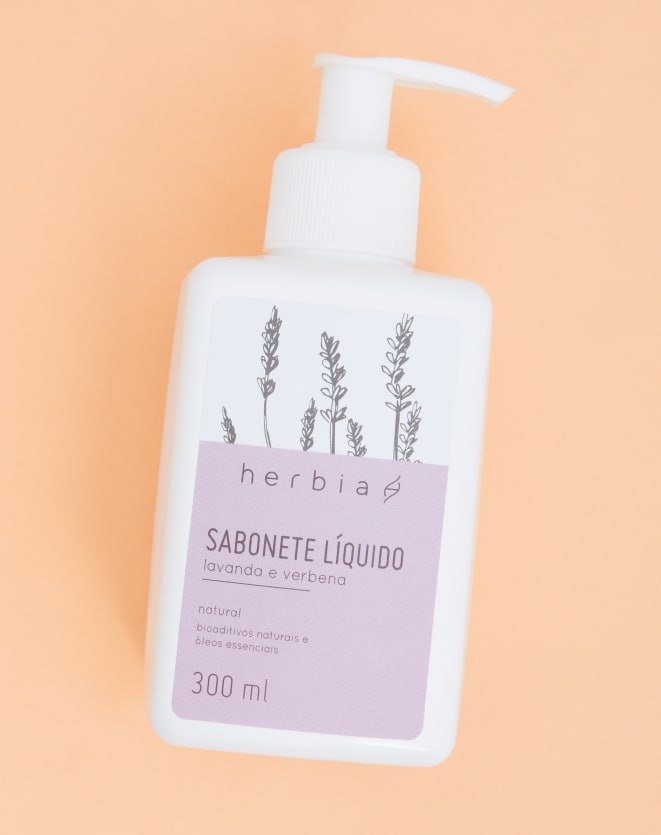 herbia
SABONETE LÍQUIDO
lavanda e verbena
natural
bioaditivos naturais e
óleos essenciais
300 ml